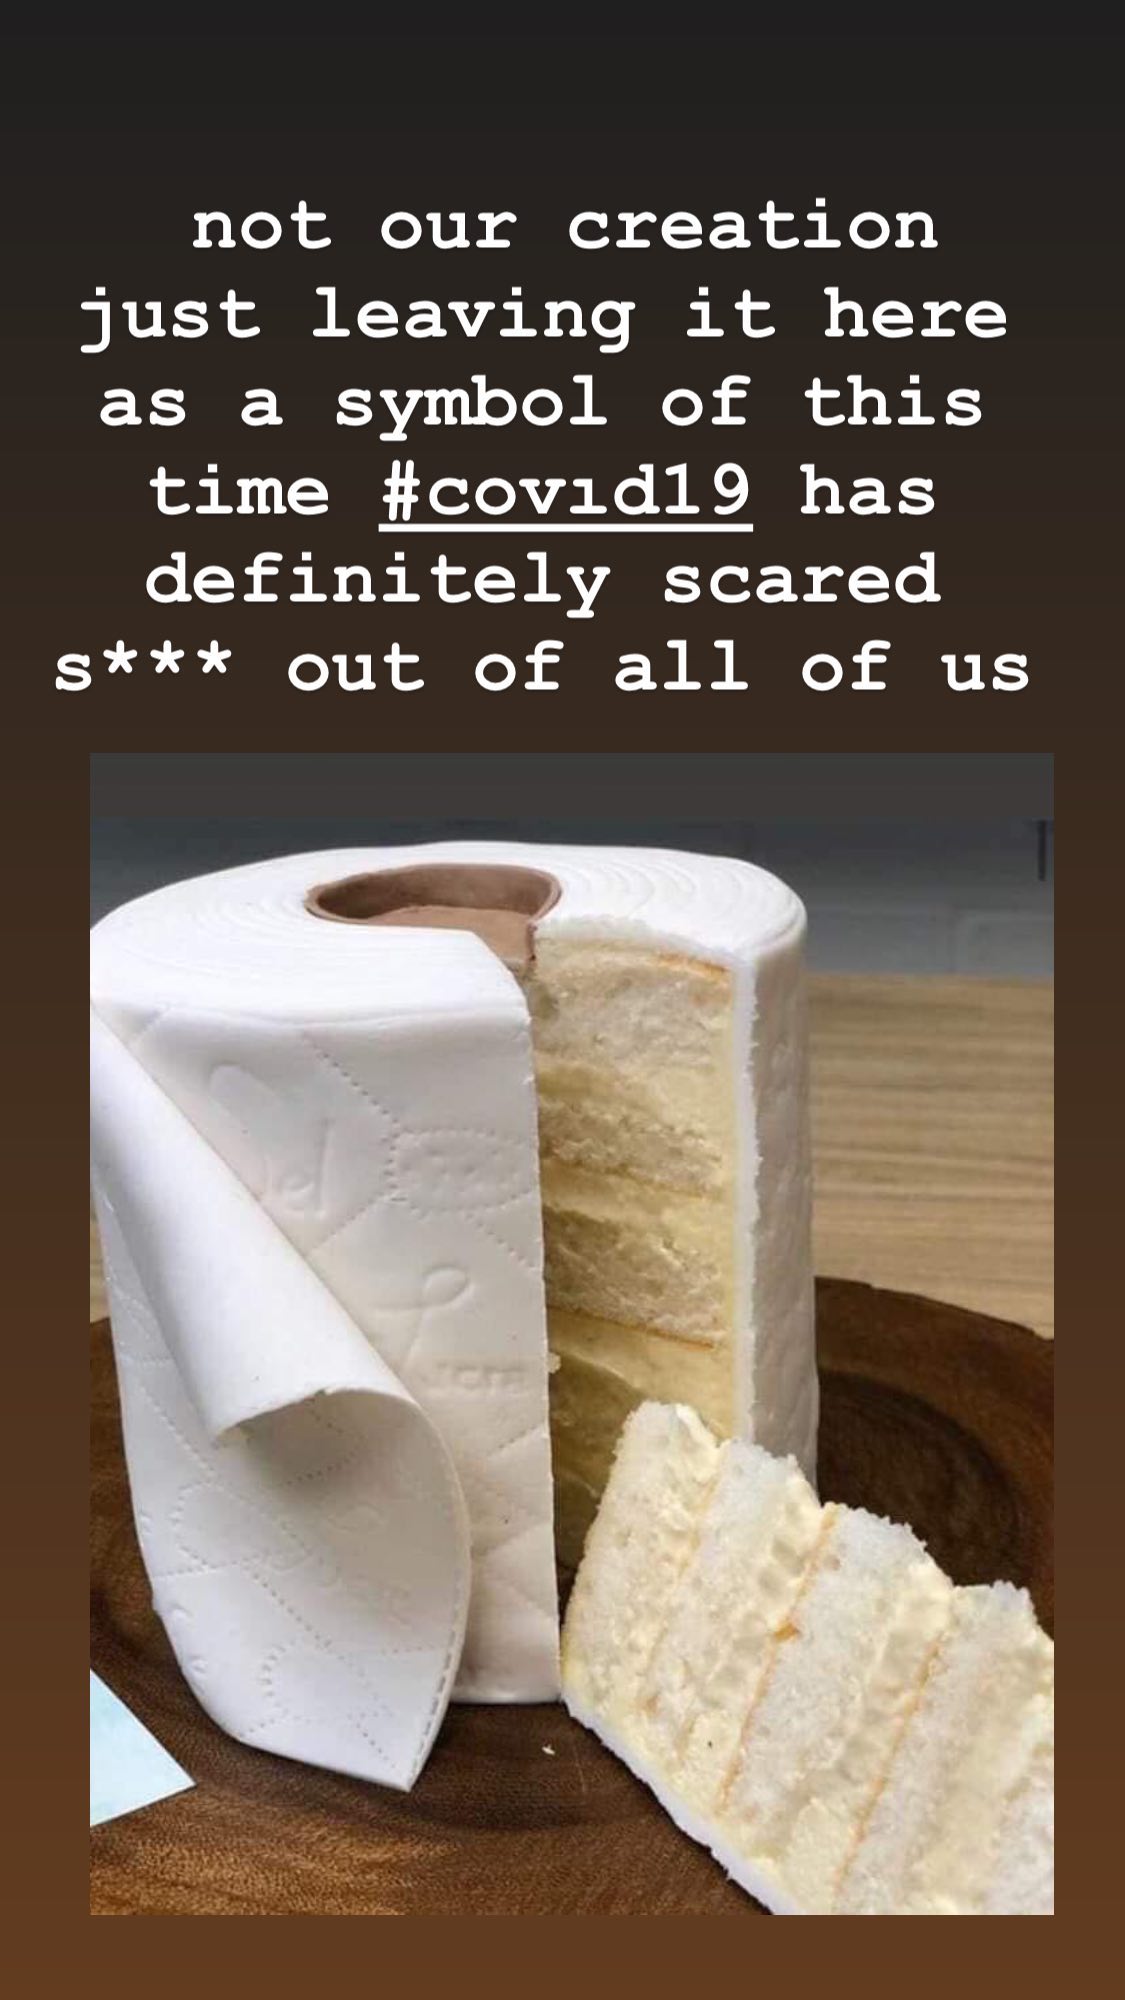 not our creation
just leaving it here
as a symbol of this
time #covıd19 has
definitely scared
s*** out of all of us